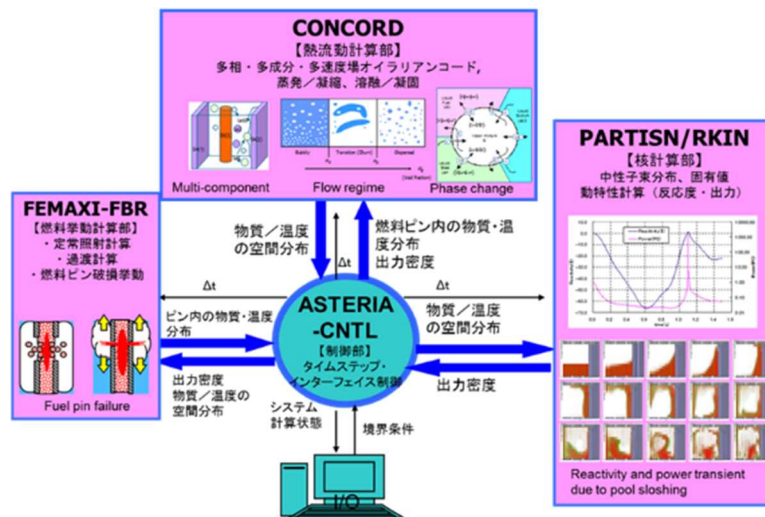 CONCORD
【熱流動計算部】
多相・多成分・多速度場オイラリアンコード,
蒸発／凝縮、溶融／凝固
Bubbly
Transition (Slum)
Dispersed
Multi-component
Flow regime
Phase change
PARTISN/RKIN
【核計算部】
中性子束分布、固有値
動特性計算（反応度・出力）
Reactivity and power transient
due to pool sloshing
FEMAXI-FBR
【燃料挙動計算部】
・定常照射計算
・過渡計算
・燃料ピン破損挙動
Fuel pin failure
物質／温度
の空間分布
Δt
燃料ピン内の物質・温
度分布
出力密度
Δt
Δt
ASTERIA
-CNTL
【制御部】
タイムステップ・
インターフェイス制御
物質／温度
の空間分布
出力密度
ピン内の物質・温度
分布
出力密度
物質／温度の
空間分布
システム
計算状態
境界条件
I/O